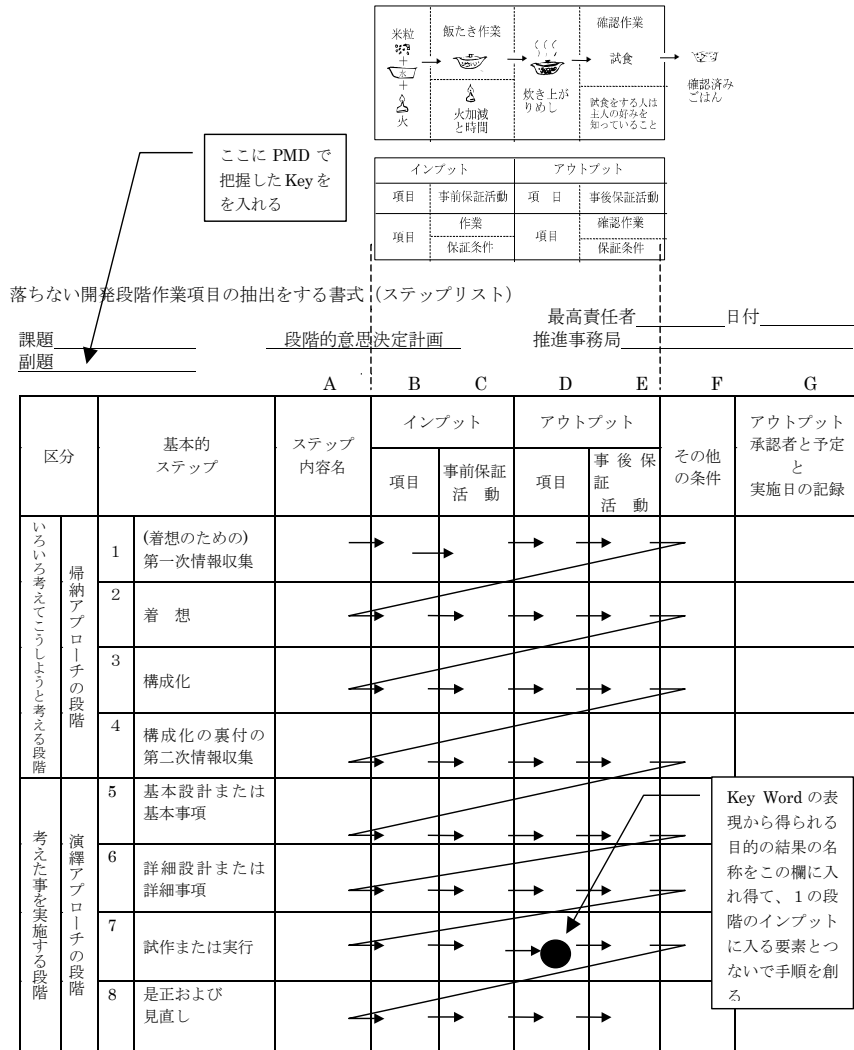 米粒
+
水
+
火
飯たき作業
火加減
と時間
炊き上が
りめし
確認作業
試食
試食をする人は
主人の好みを
知っていること
確認済み
ごはん
ここに PMD で
把握した Key を
を入れる
インプット
アウトプット
項目
事前保証活動
項 日
事後保証活動
項目
作業
保証条件
項目
確認作業
保証条件
落ちない開発段階作業項目の抽出をする書式(ステップリスト)
最高責任者
日付
課題
段階的意思決定計画
推進事務局
副題
A B C D E F G
区分
基本的
ステップ
ステップ
内容名
インプット
アウトプット
その他
の条件
アウトプット
承認者と予定
と
実施日の記録
項目
事前保証
活 動
項目
事 後 保
証
活 動
いろいろ考えてこうしようと考える段階
帰納アプローチの段階
1
(着想のための)
第一次情報収集
2
着 想
3
構成化
4
構成化の裏付の
第二次情報収集
考えた事を実施する段階
演繹アプローチの段階
5
基本設計または
基本事項
6
詳細設計または
詳細事項
7
試作または実行
8
是正および
見直し
Key Word の表
現から得られる
目的の結果の名
称をこの欄に入
れ得て、1の段
階のインプット
に入る要素とつ
ないで手順を創
る